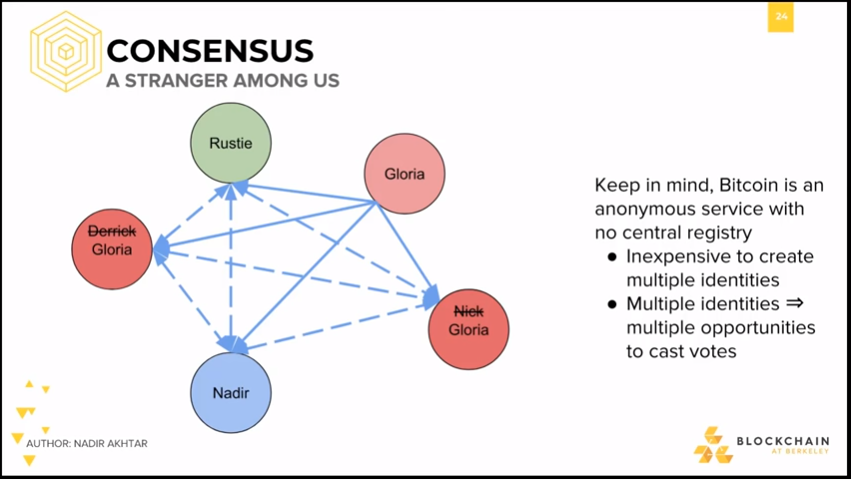 24
CONSENSUS
A STRANGER AMONG US
Rustie
Gloria
Derrick
Gloria
Nick
Gloria
Nadir
Keep in mind, Bitcoin is an
anonymous service with
no central registry
● Inexpensive to create
multiple identities
● Multiple identities ⇒
multiple opportunities
to cast votes
AUTHOR: NADIR AKHTAR
BLOCKCHAIN
AT BERKELEY